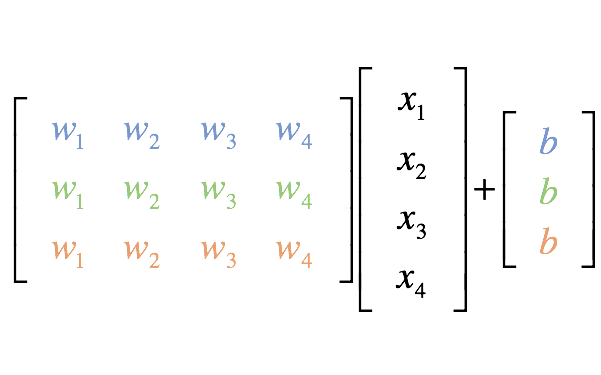 w₁ w₂ w₃ w₄ x₁ b
w₁ w₂ w₃ w₄ x₂ + b
w₁ w₂ w₃ w₄ x₃ b
x₄